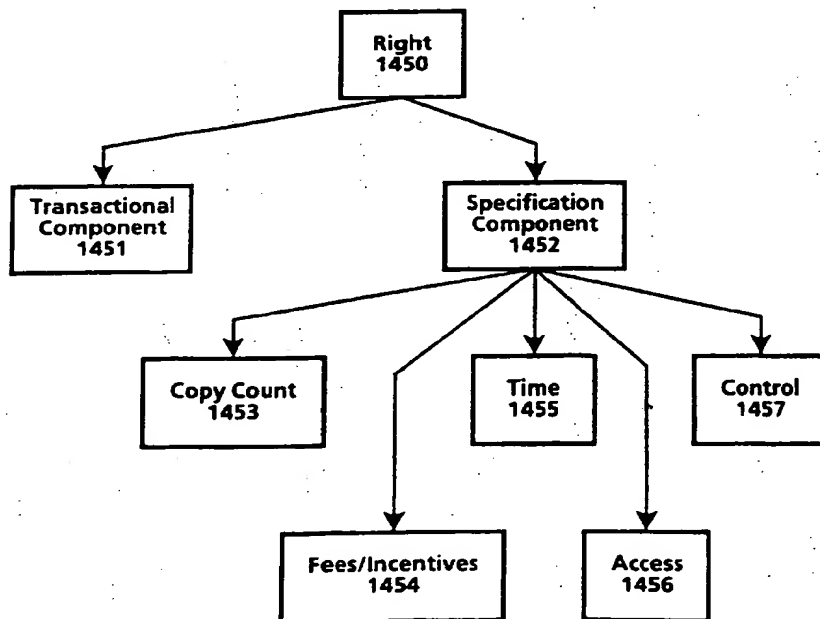 Right
1450
Transactional
Component
1451
Specification
Component
1452
Copy Count
1453
Time
1455
Control
1457
Fees/Incentives
1454
Access
1456